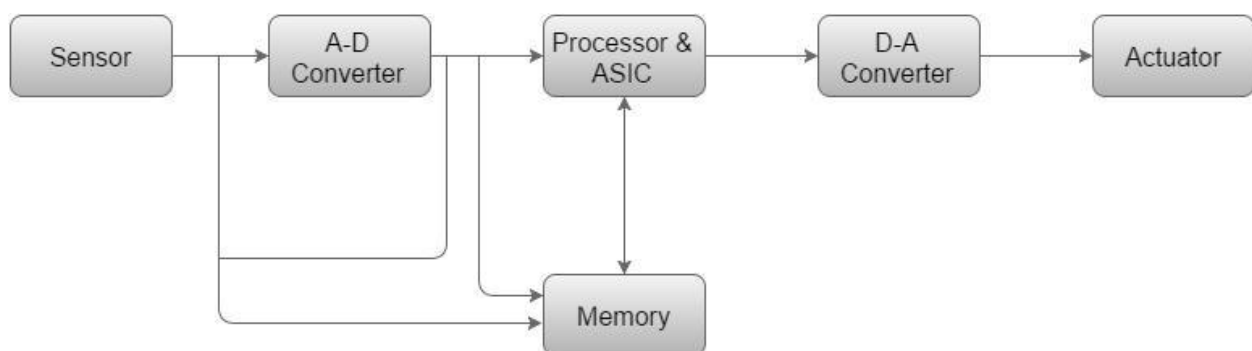 Sensor
A-D
Converter
Processor &
ASIC
D-A
Converter
Actuator
Memory